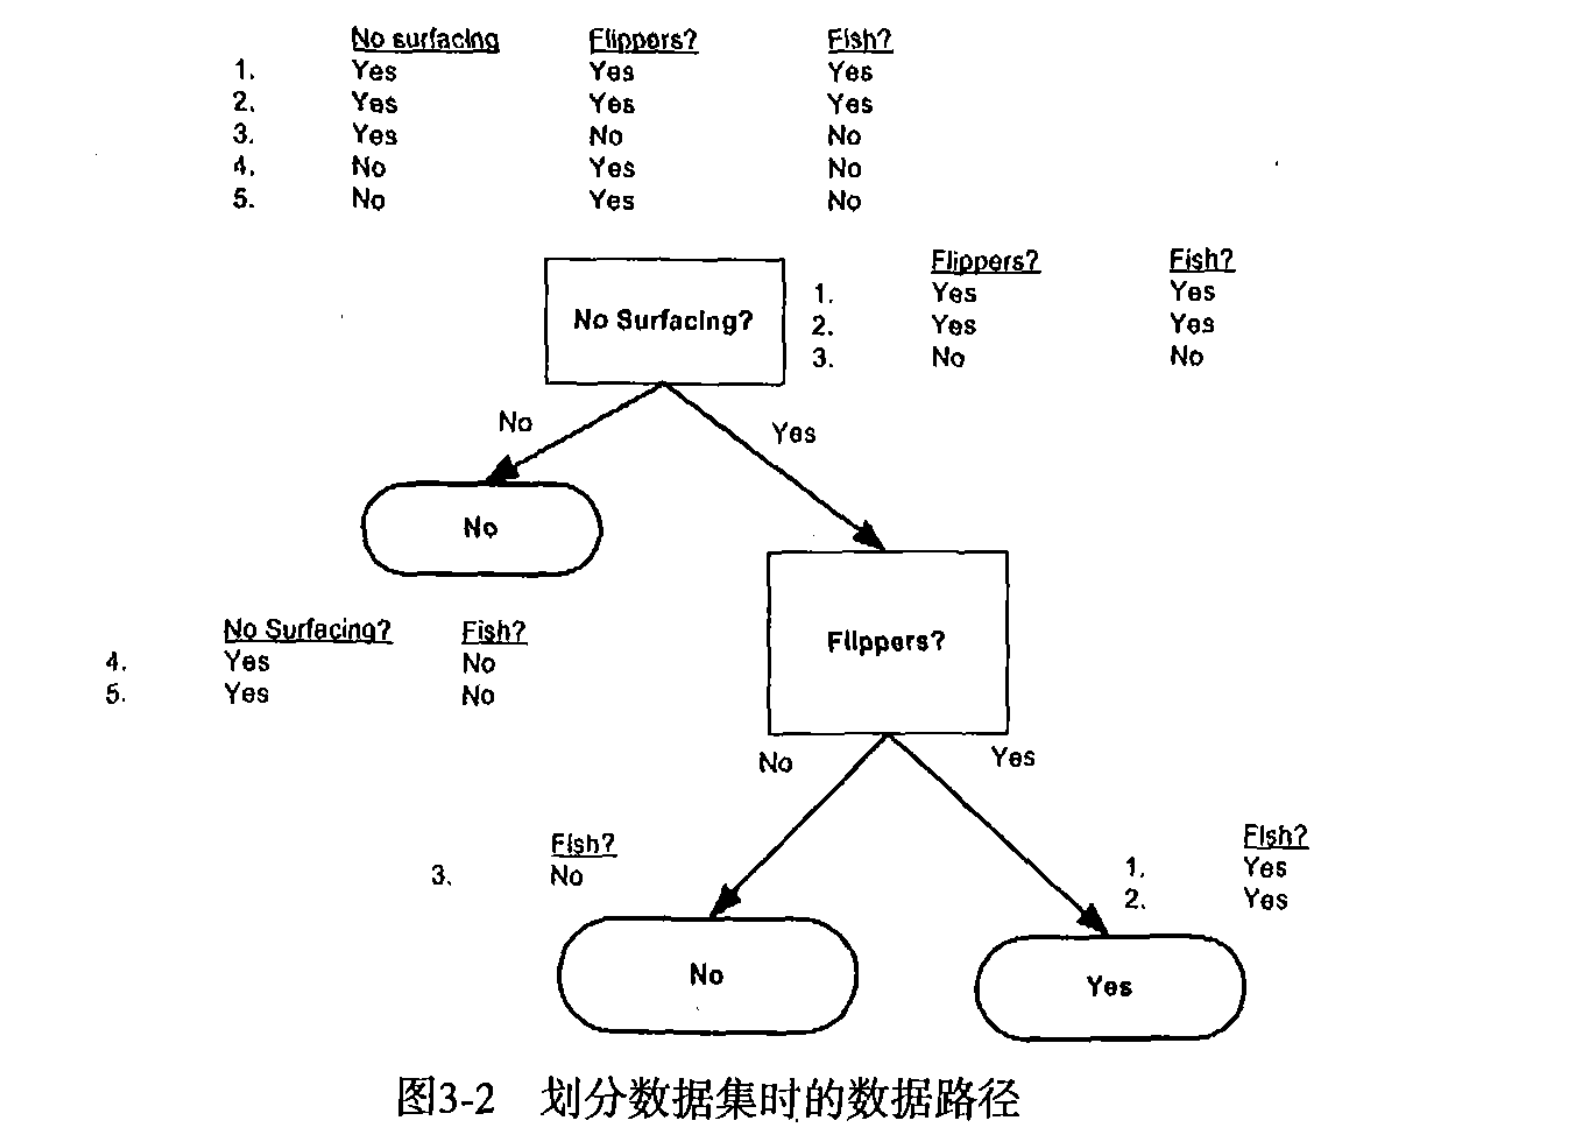 No surfacing Flippers? Fish?
1. Yes Yes Yes
2. Yes Yes Yes
3. Yes No No
4. No Yes No
5. No Yes No
Flippers? Fish?
1. Yes Yes
2. Yes Yes
3. No No
No Surfacing?
No
Yes
No
No Surfacing? Fish?
4. Yes No
5. Yes No
Flippers?
No
Yes
Fish?
3. No
Fish?
1. Yes
2. Yes
No
Yes
图3-2 划分数据集时的数据路径